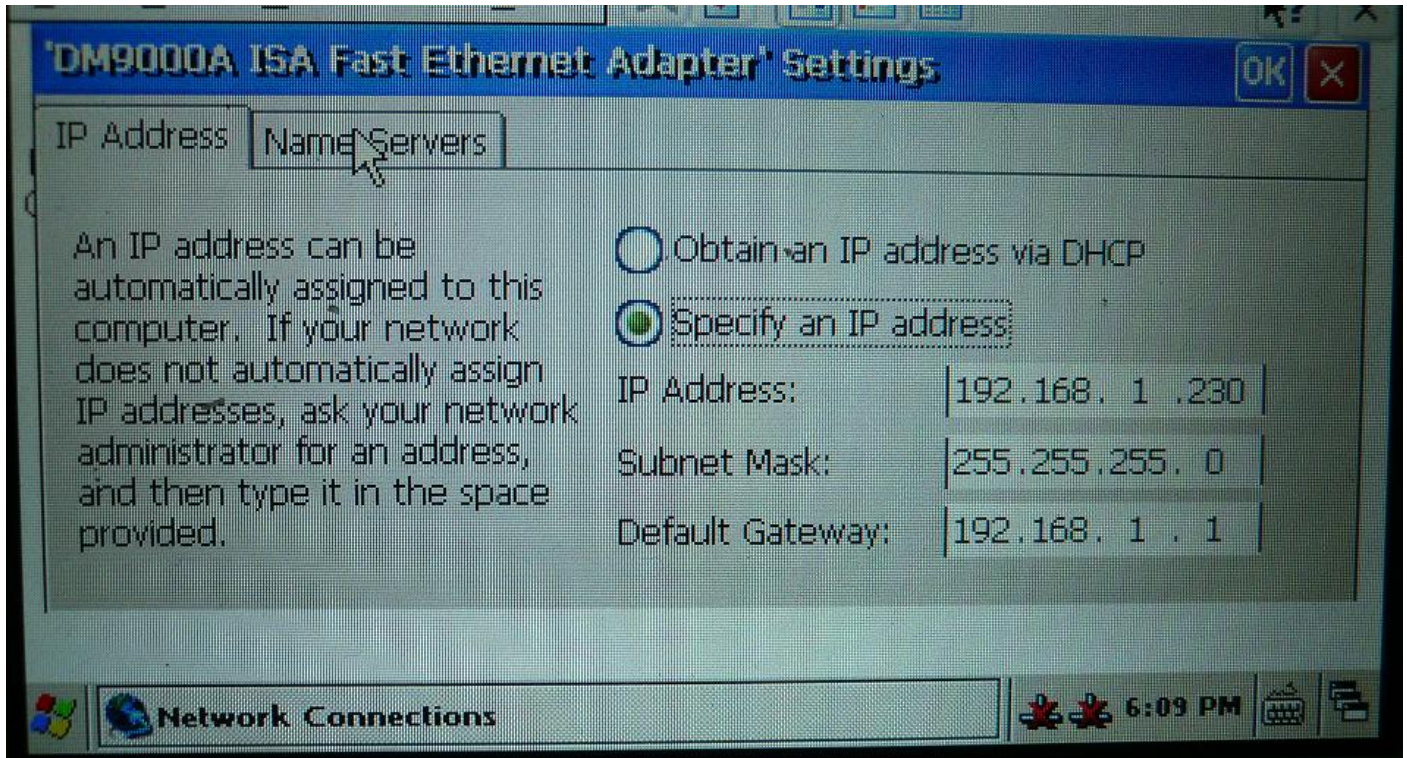 'DM9000A ISA Fast Ethernet Adapter' Settings
OK
IP Address
Name Servers
An IP address can be
automatically assigned to this
computer. If your network
does not automatically assign
IP addresses, ask your network
administrator for an address,
and then type it in the space
provided.
Obtain an IP address via DHCP
Specify an IP address
IP Address: 192.168. 1 .230
Subnet Mask: 255.255.255. 0
Default Gateway: 192.168. 1 . 1
Network Connections
6:09 PM